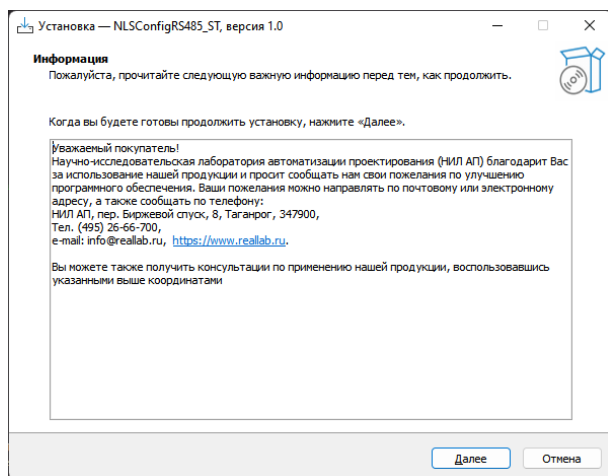 Установка — NLSConfigRS485_ST, версия 1.0
Информация
Пожалуйста, прочитайте следующую важную информацию перед тем, как продолжить.
Когда вы будете готовы продолжить установку, нажмите «Далее».
Уважаемый покупатель!
Научно-исследовательская лаборатория автоматизации проектирования (НИЛ АП) благодарит Вас
за использование нашей продукции и просит сообщать нам свои пожелания по улучшению
программного обеспечения. Ваши пожелания можно направлять по почтовому или электронному
адресу, а также сообщать по телефону:
НИЛ АП, пер. Биржевой спуск, 8, Таганрог, 347900,
Тел. (495) 26-66-700,
e-mail: info@reallab.ru, https://www.reallab.ru.
Вы можете также получить консультации по применению нашей продукции, воспользовавшись
указанными выше координатами
Далее
Отмена